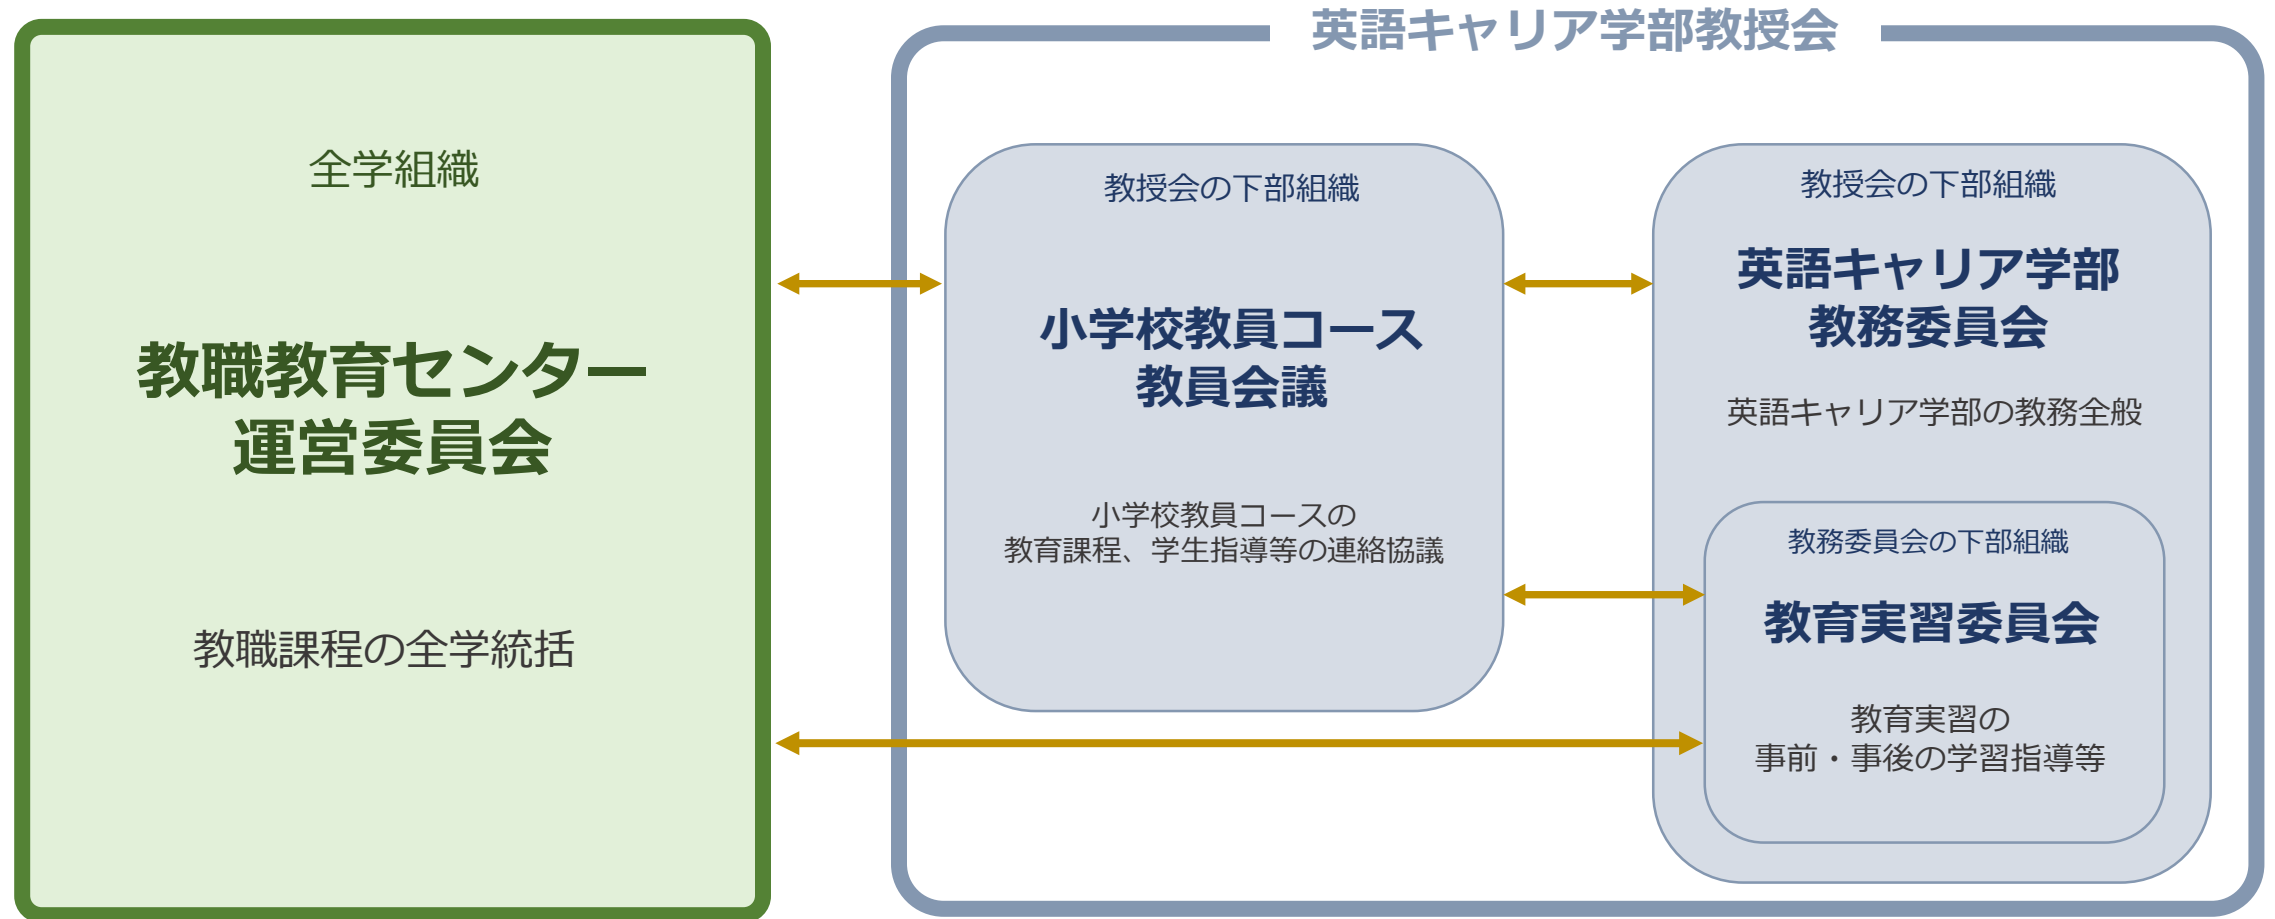 全学組織
教職教育センター
運営委員会
教職課程の全学統括
英語キャリア学部教授会
教授会の下部組織
小学校教員コース
教員会議
小学校教員コースの
教育課程、学生指導等の連絡協議
教授会の下部組織
英語キャリア学部
教務委員会
英語キャリア学部の教務全般
教務委員会の下部組織
教育実習委員会
教育実習の
事前・事後の学習指導等